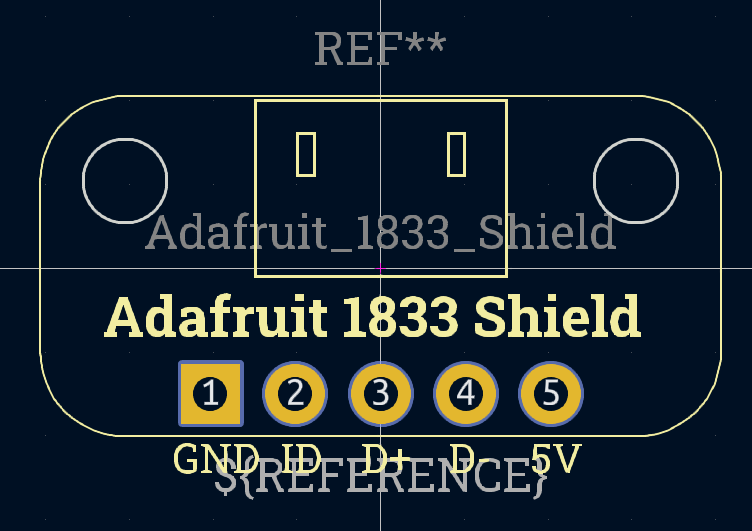 REF**
Adafruit_1833_Shield
Adafruit 1833 Shield
1 2 3 4 5
GND ID D+ D- 5V
${REFERENCE}